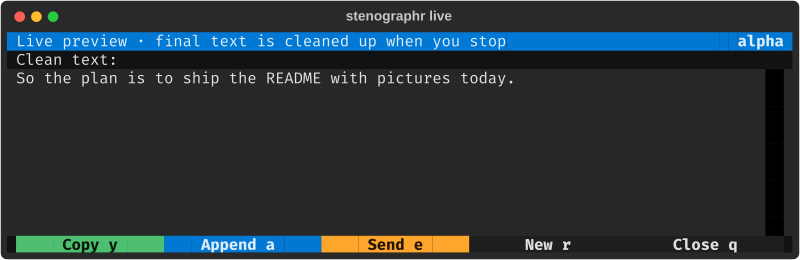 stenographr live
Live preview · final text is cleaned up when you stop alpha
Clean text:
So the plan is to ship the README with pictures today.
Copy y Append a Send e New r Close q